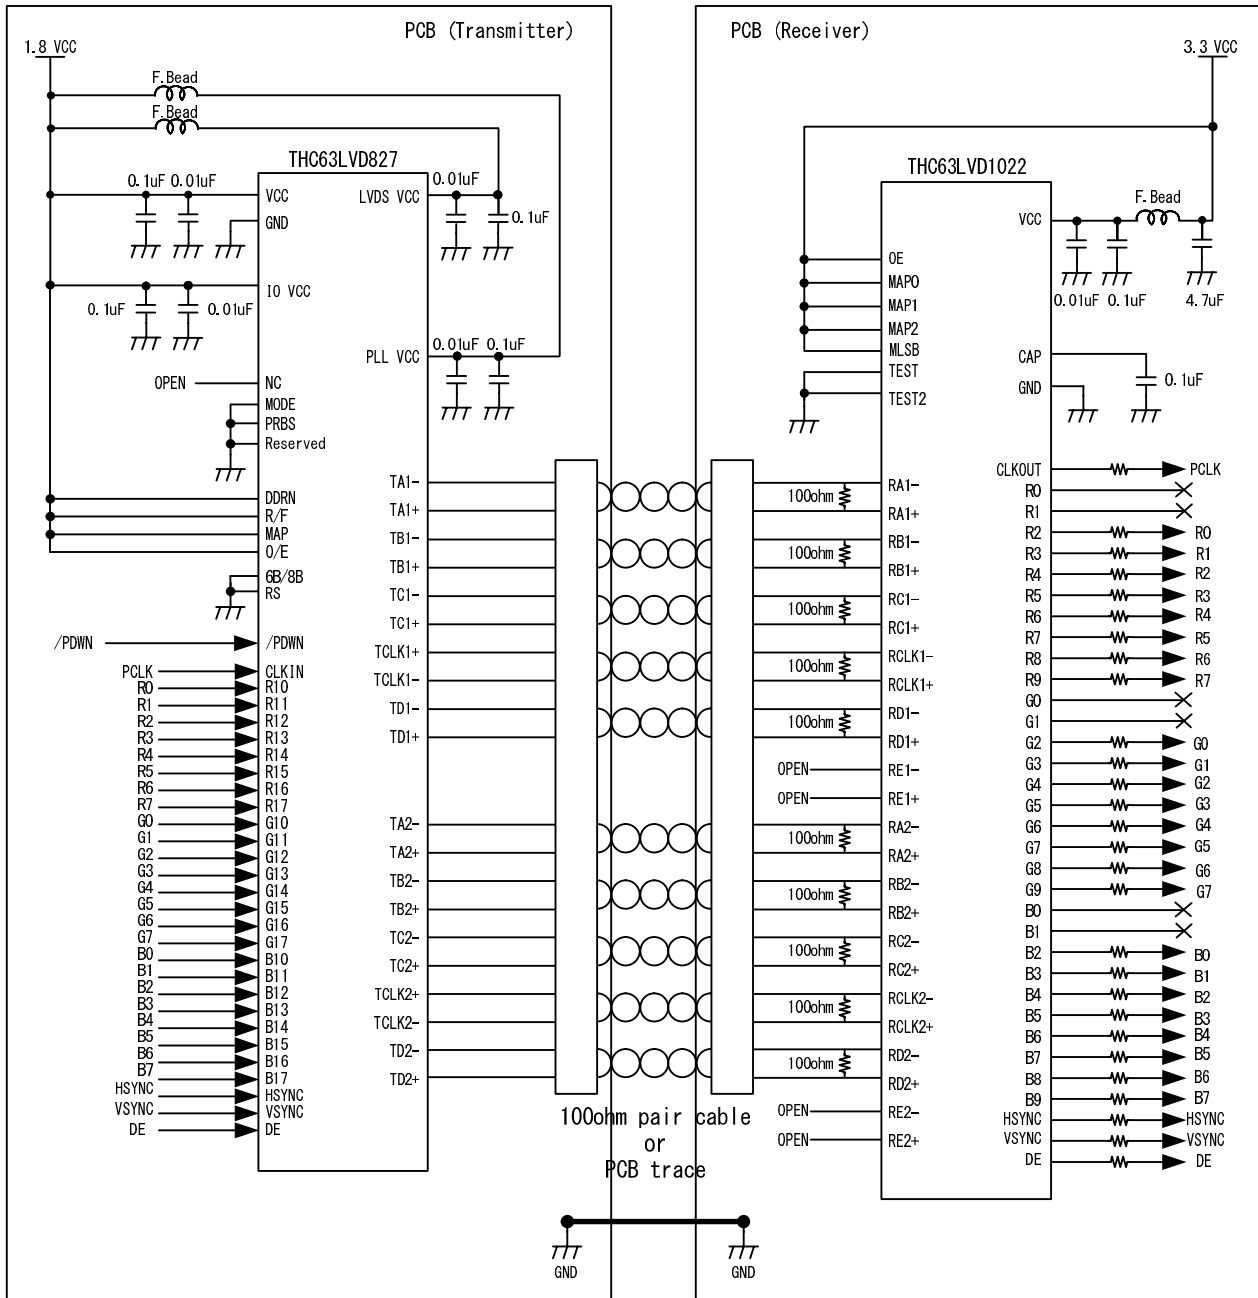 PCB (Transmitter)
1.8 VCC
F.Bead
F.Bead
THC63LVD827
0.1uF 0.01uF
VCC
GND
LVDS VCC
0.01uF
0.1uF
IO VCC
0.1uF
0.01uF
PLL VCC
0.01uF 0.1uF
OPEN
NC
MODE
PRBS
Reserved
DDRN
R/F
MAP
O/E
6B/8B
RS
/PDWN
/PDWN
PCLK
CLKIN
R0
R10
R1
R11
R2
R12
R3
R13
R4
R14
R5
R15
R6
R16
R7
R17
G0
G10
G1
G11
G2
G12
G3
G13
G4
G14
G5
G15
G6
G16
G7
G17
B0
B10
B1
B11
B2
B12
B3
B13
B4
B14
B5
B15
B6
B16
B7
B17
HSYNC
HSYNC
VSYNC
VSYNC
DE
DE
TA1-
TA1+
TB1-
TB1+
TC1-
TC1+
TCLK1+
TCLK1-
TD1-
TD1+
TA2-
TA2+
TB2-
TB2+
TC2-
TC2+
TCLK2+
TCLK2-
TD2-
TD2+
100ohm pair cable
or
PCB trace
GND
GND
PCB (Receiver)
3.3 VCC
THC63LVD1022
VCC
F.Bead
0.01uF 0.1uF
4.7uF
OE
MAP0
MAP1
MAP2
MLSB
TEST
TEST2
CAP
0.1uF
GND
100ohm
RA1-
RA1+
100ohm
RB1-
RB1+
100ohm
RC1-
RC1+
100ohm
RCLK1-
RCLK1+
100ohm
RD1-
RD1+
OPEN
RE1-
OPEN
RE1+
100ohm
RA2-
RA2+
100ohm
RB2-
RB2+
100ohm
RC2-
RC2+
100ohm
RCLK2-
RCLK2+
100ohm
RD2-
RD2+
OPEN
RE2-
OPEN
RE2+
CLKOUT
PCLK
R0
R1
R2
R0
R3
R1
R4
R2
R5
R3
R6
R4
R7
R5
R8
R6
R9
R7
G0
G1
G2
G0
G3
G1
G4
G2
G5
G3
G6
G4
G7
G5
G8
G6
G9
G7
B0
B1
B2
B0
B3
B1
B4
B2
B5
B3
B6
B4
B7
B5
B8
B6
B9
B7
HSYNC
HSYNC
VSYNC
VSYNC
DE
DE